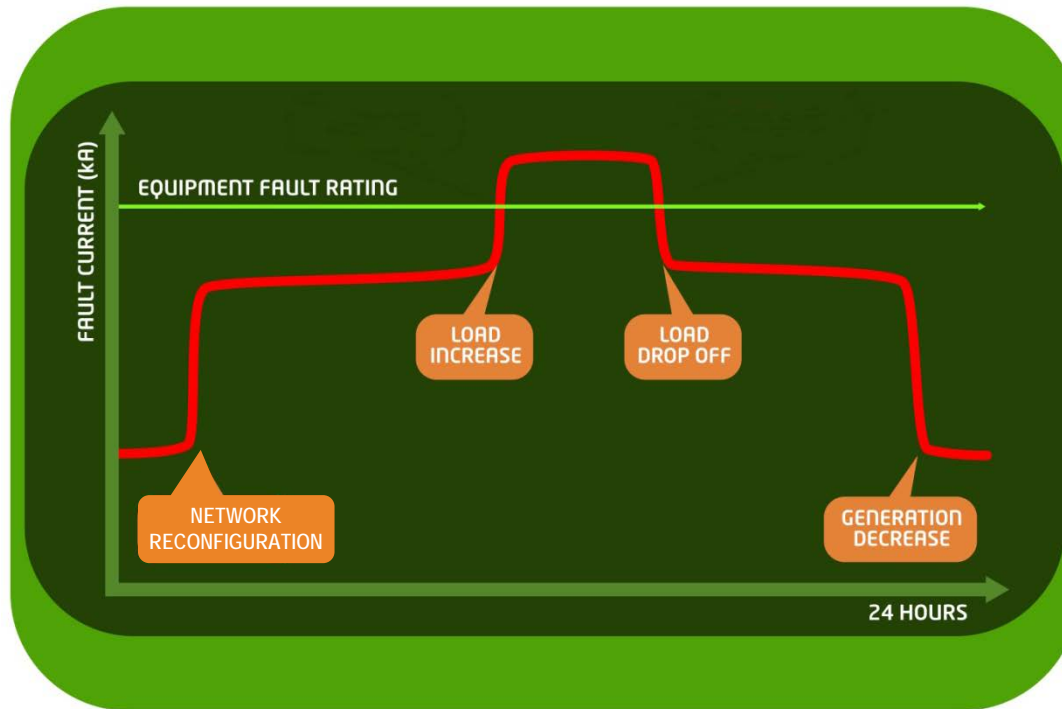 FAULT CURRENT (kA)
EQUIPMENT FAULT RATING
LOAD
INCREASE
LOAD
DROP OFF
NETWORK
RECONFIGURATION
GENERATION
DECREASE
24 HOURS